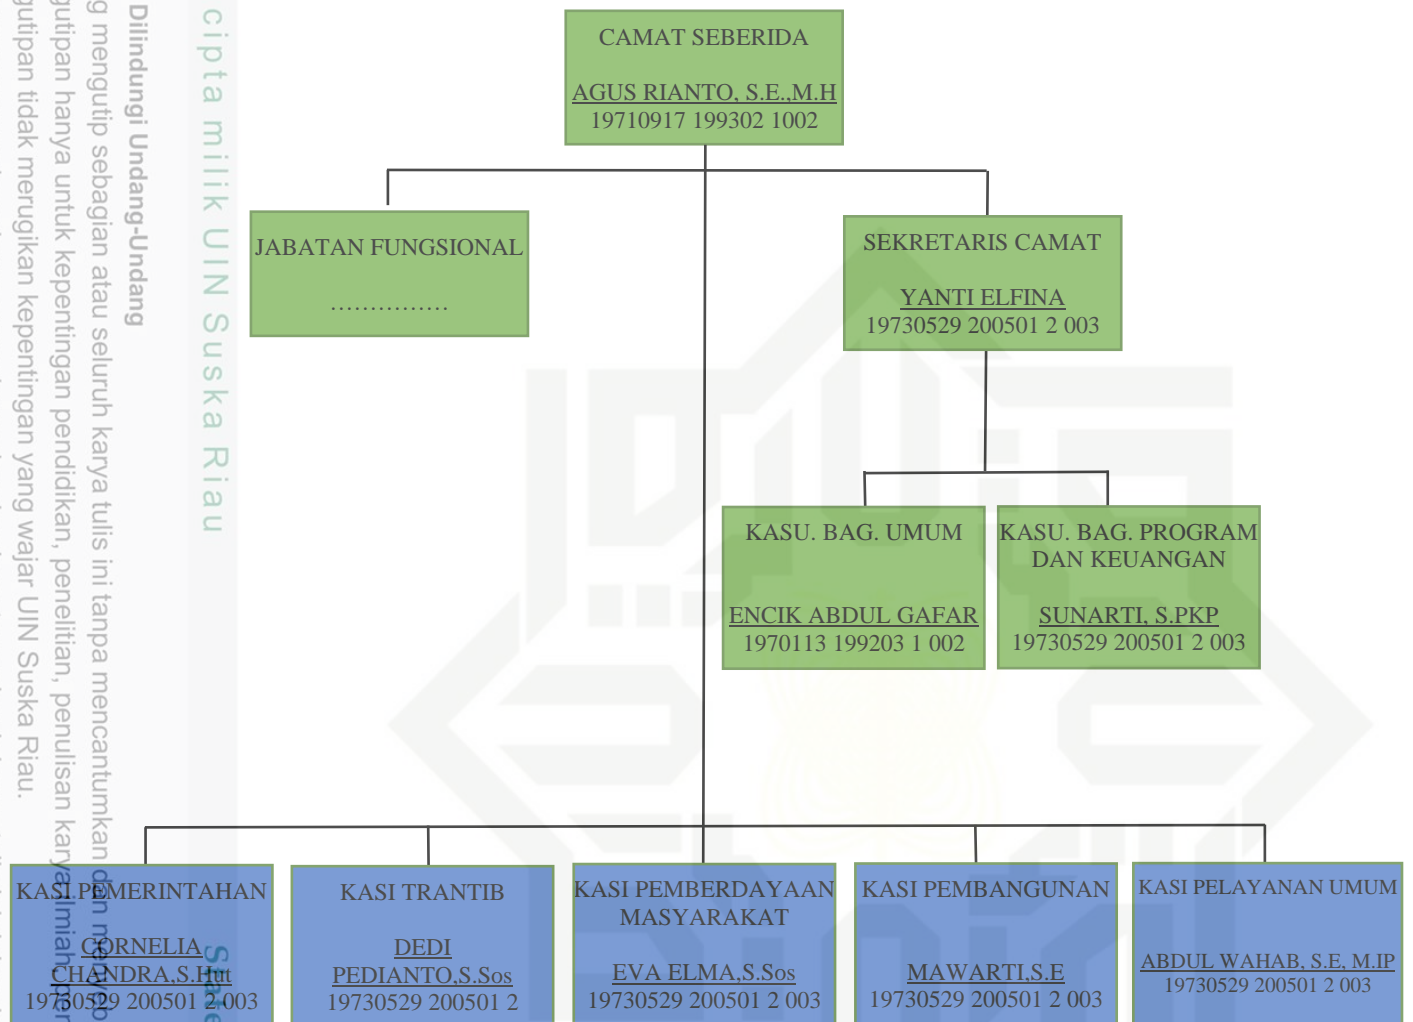 CAMAT SEBERIDA
AGUS RIANTO, S.E.,M.H
19710917 199302 1002
JABATAN FUNGSIONAL
……………
SEKRETARIS CAMAT
YANTI ELFINA
19730529 200501 2 003
KASU. BAG. UMUM
ENCIK ABDUL GAFAR
1970113 199203 1 002
KASU. BAG. PROGRAM
DAN KEUANGAN
SUNARTI, S.PKP
19730529 200501 2 003
KASI PEMERINTAHAN
CORNELIA
CHANDRA,S.Hut
19730529 200501 2 003
KASI TRANTIB
DEDI
PEDIANTO,S.Sos
19730529 200501 2
KASI PEMBERDAYAAN
MASYARAKAT
EVA ELMA,S.Sos
19730529 200501 2 003
KASI PEMBANGUNAN
MAWARTI,S.E
19730529 200501 2 003
KASI PELAYANAN UMUM
ABDUL WAHAB, S.E, M.IP
19730529 200501 2 003
cipta milik UIN Suska Riau
State
Dilindungi Undang-Undang
mengutip sebagian atau seluruh karya tulis ini tanpa mencantumkan dan
hanya untuk kepentingan pendidikan, penelitian, penulisan karya ilmiah,
gutipan tidak merugikan kepentingan yang wajar UIN Suska Riau.